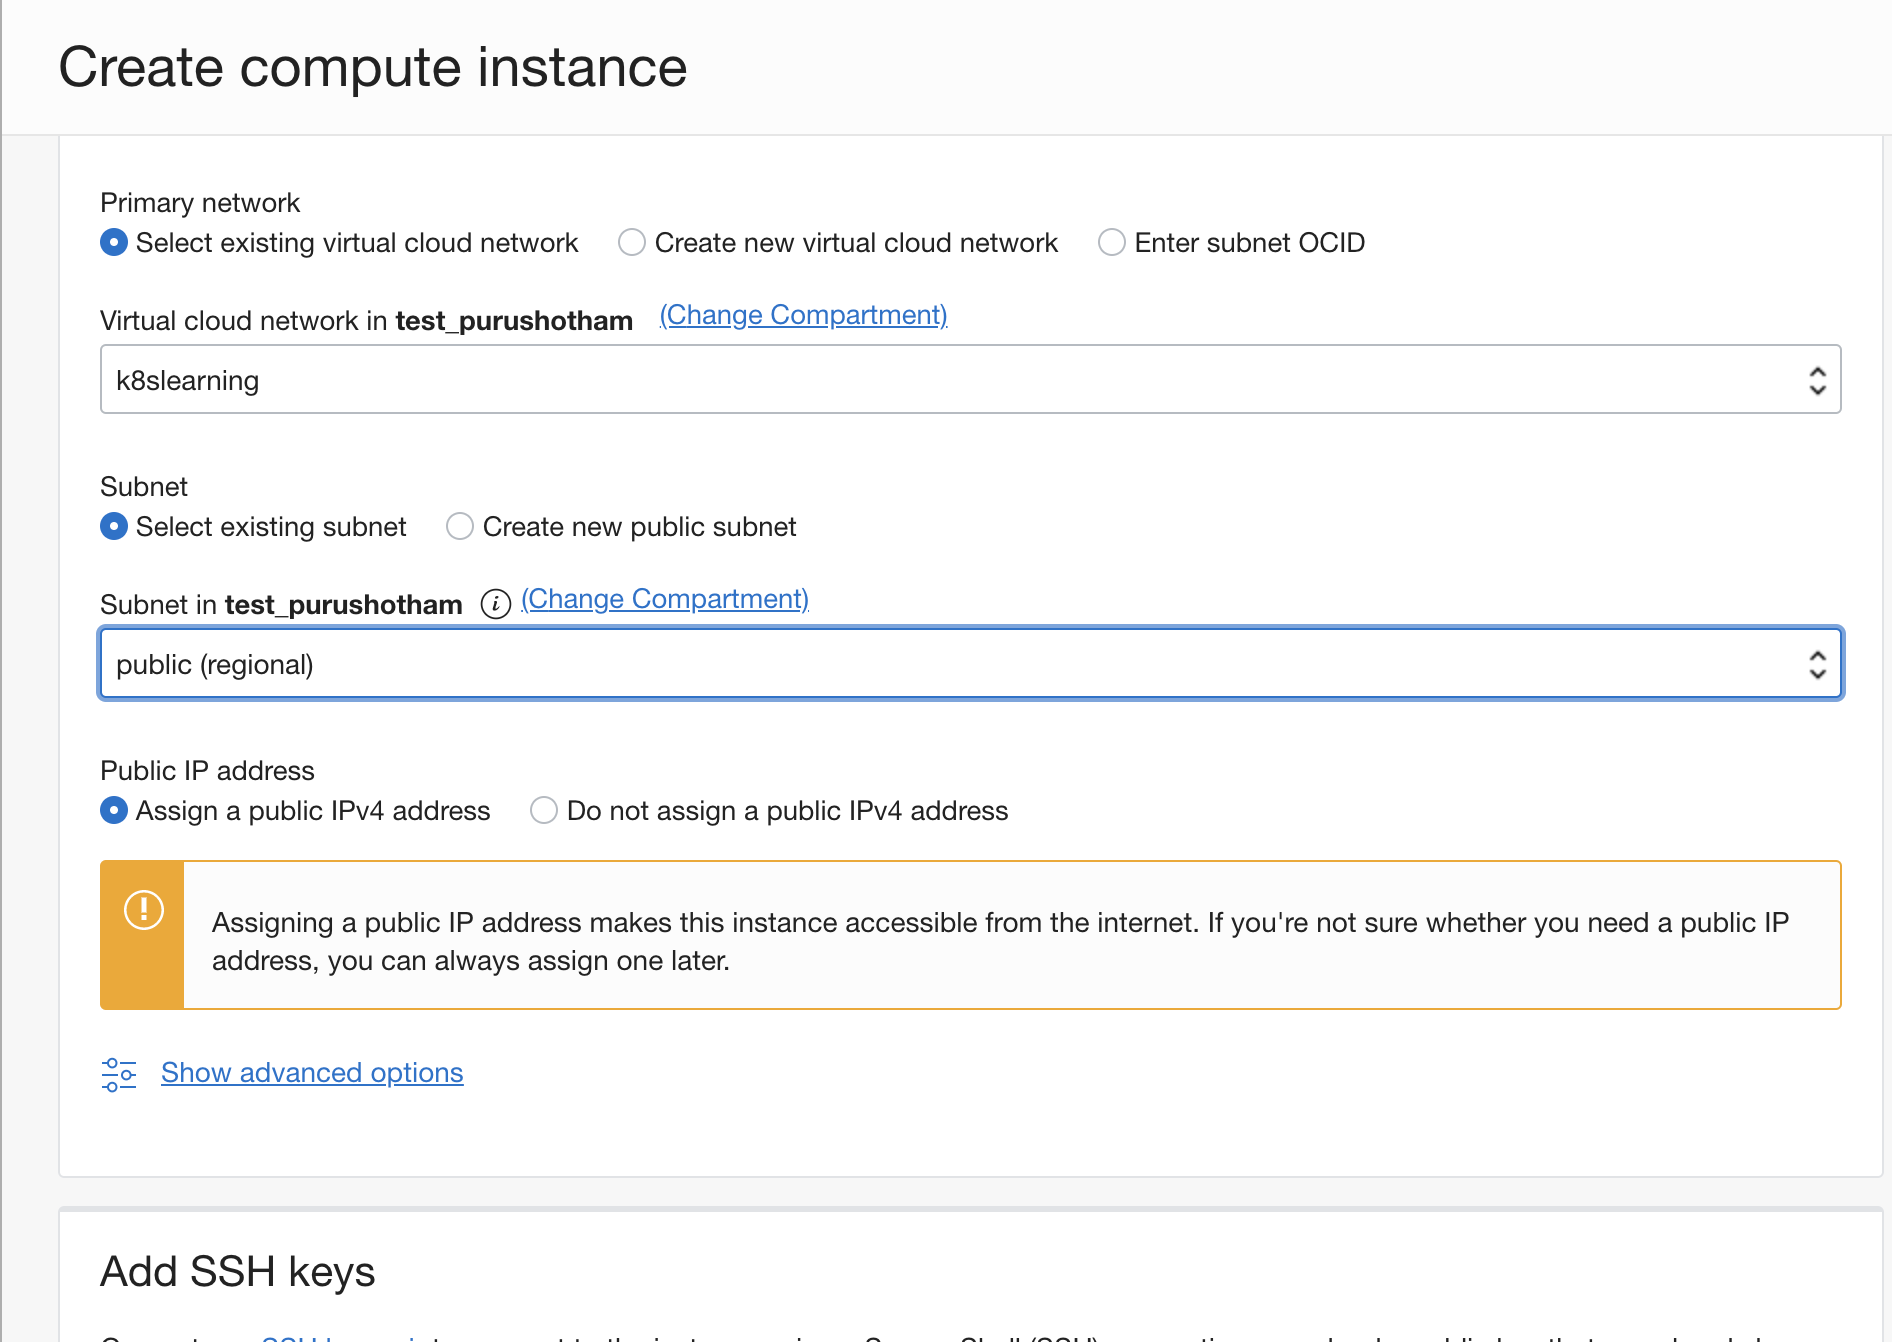 Create compute instance
Primary network
Select existing virtual cloud network Create new virtual cloud network Enter subnet OCID
Virtual cloud network in test_purushotham (Change Compartment)
k8slearning
Subnet
Select existing subnet Create new public subnet
Subnet in test_purushotham (Change Compartment)
public (regional)
Public IP address
Assign a public IPv4 address Do not assign a public IPv4 address
Assigning a public IP address makes this instance accessible from the internet. If you're not sure whether you need a public IP
address, you can always assign one later.
Show advanced options
Add SSH keys